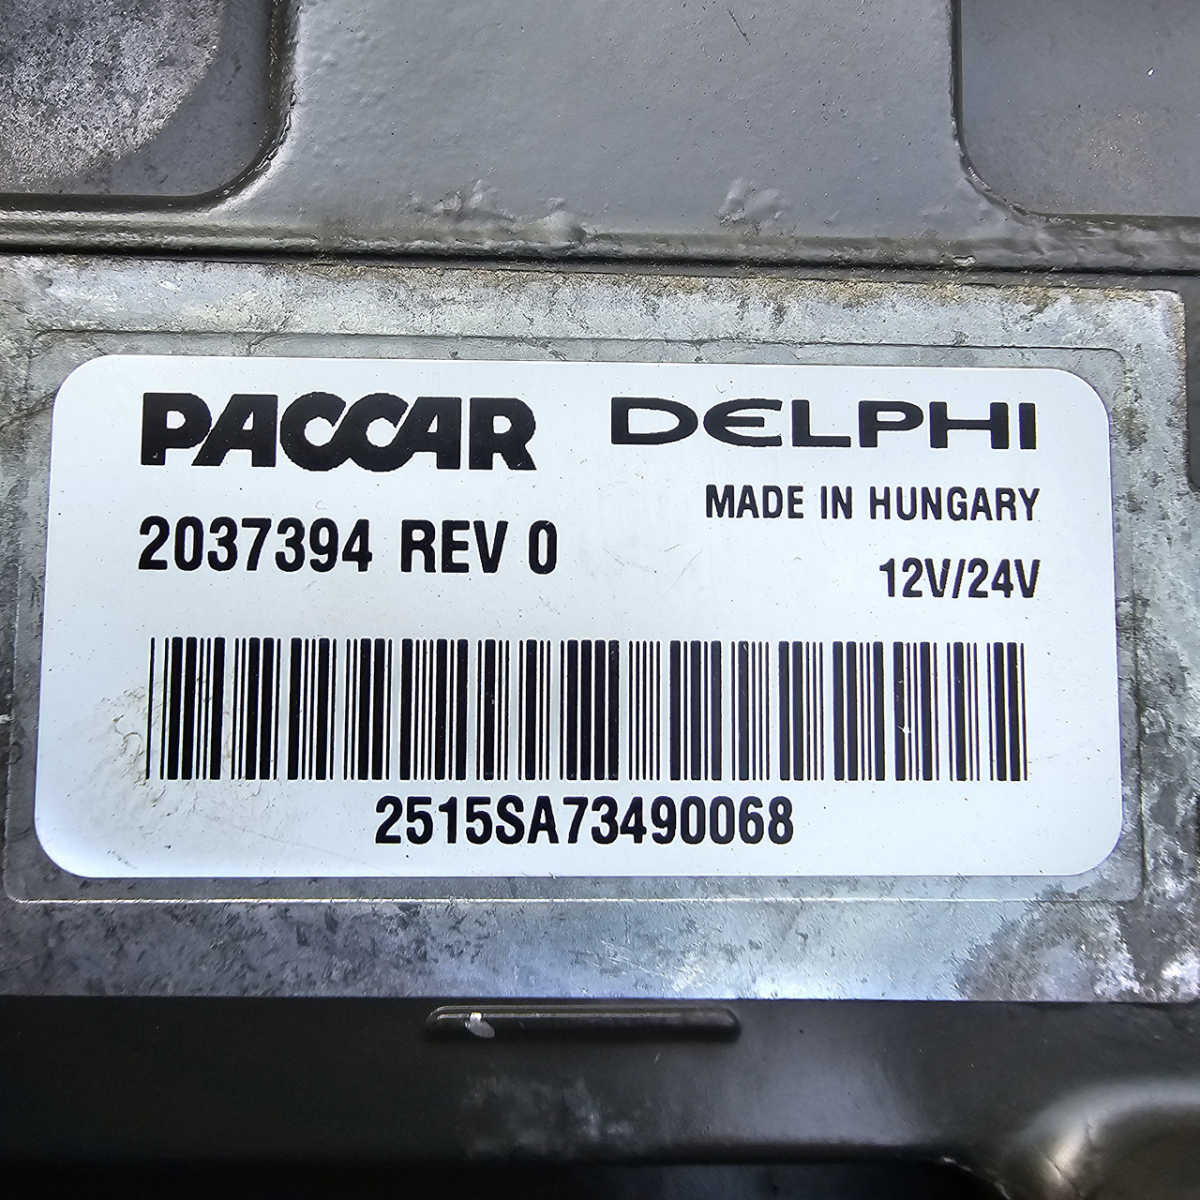 PACCAR DELPHI
MADE IN HUNGARY
2037394 REV 0
12V/24V
2515SA73490068